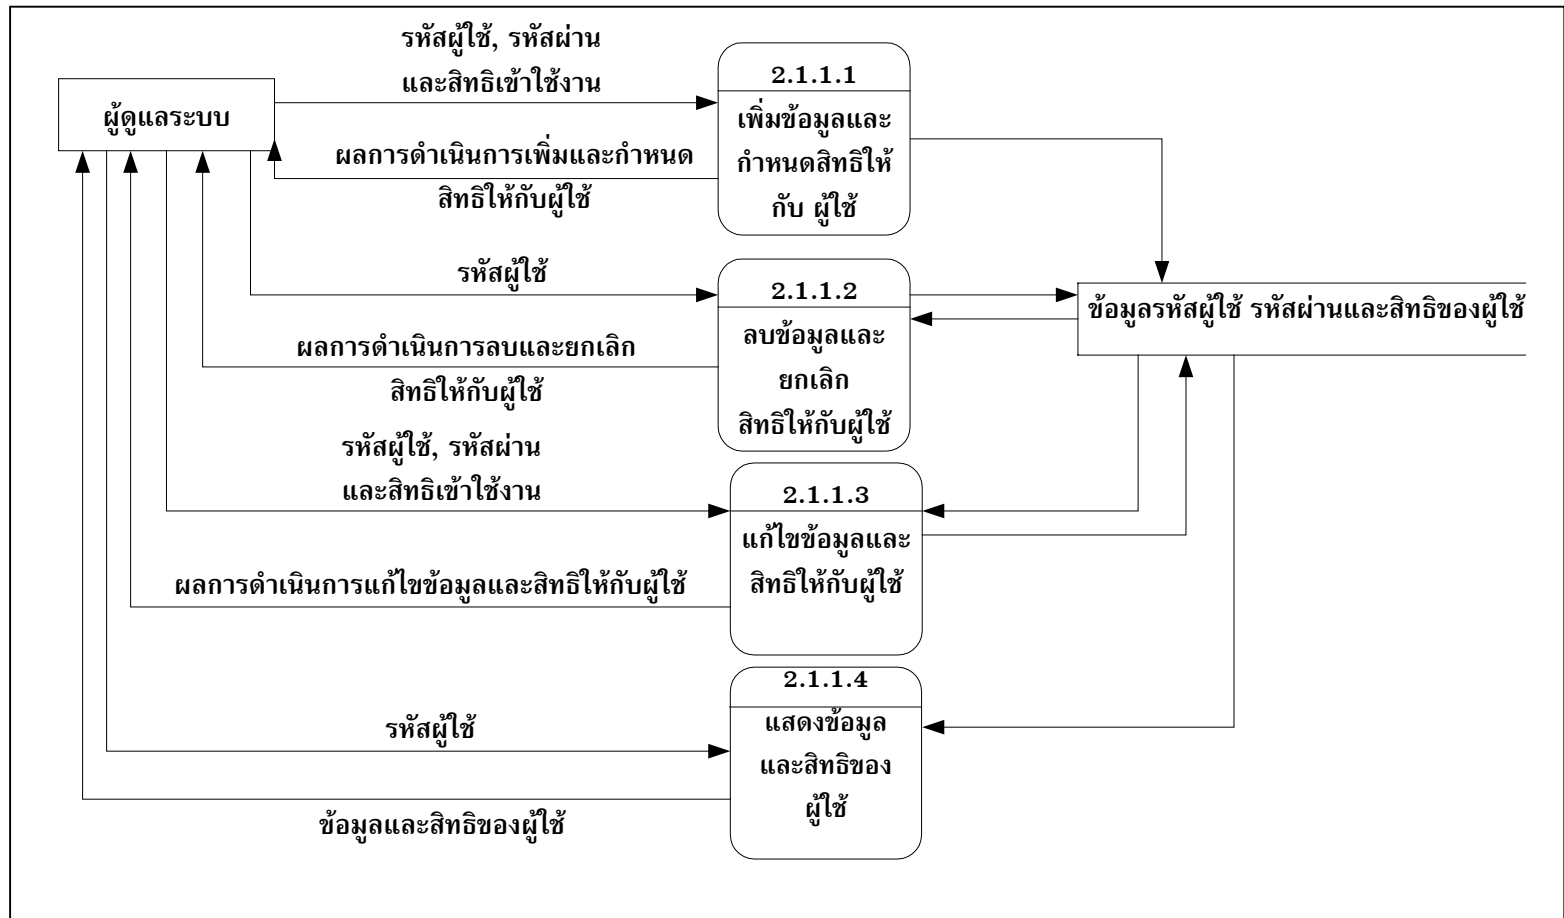 รหัสผู้ใช้, รหัสผ่าน
และสิทธิเข้าใช้งาน
2.1.1.1
ผู้ดูแลระบบ
เพิ่มข้อมูลและ
กำหนดสิทธิให้
กับ ผู้ใช้
ผลการดำเนินการเพิ่มและกำหนด
สิทธิให้กับผู้ใช้
รหัสผู้ใช้
2.1.1.2
ลบข้อมูลและ
ยกเลิก
สิทธิให้กับผู้ใช้
ข้อมูลรหัสผู้ใช้ รหัสผ่านและสิทธิของผู้ใช้
ผลการดำเนินการลบและยกเลิก
สิทธิให้กับผู้ใช้
รหัสผู้ใช้, รหัสผ่าน
และสิทธิเข้าใช้งาน
2.1.1.3
แก้ไขข้อมูลและ
สิทธิให้กับผู้ใช้
ผลการดำเนินการแก้ไขข้อมูลและสิทธิให้กับผู้ใช้
2.1.1.4
แสดงข้อมูล
และสิทธิของ
ผู้ใช้
รหัสผู้ใช้
ข้อมูลและสิทธิของผู้ใช้